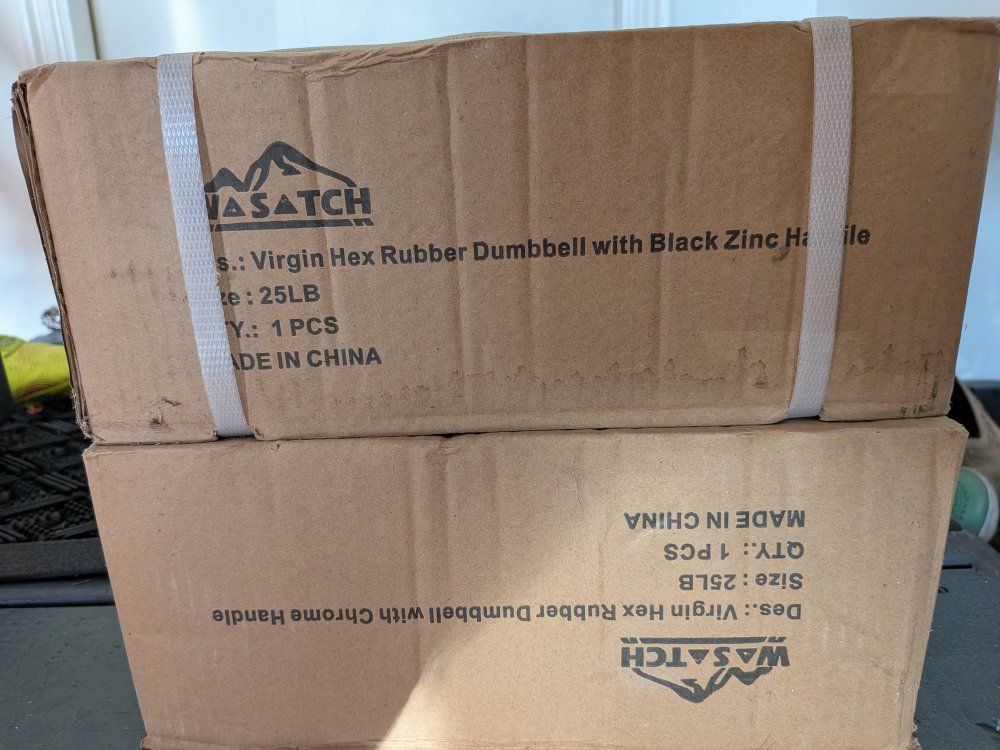 WASATCH
s.: Virgin Hex Rubber Dumbbell with Black Zinc Ha ile
ze : 25LB
TY.: 1 PCS
ADE IN CHINA
WASATCH
Des.: Virgin Hex Rubber Dumbbell with Chrome Handle
Size : 25LB
QTY.: 1 PCS
MADE IN CHINA